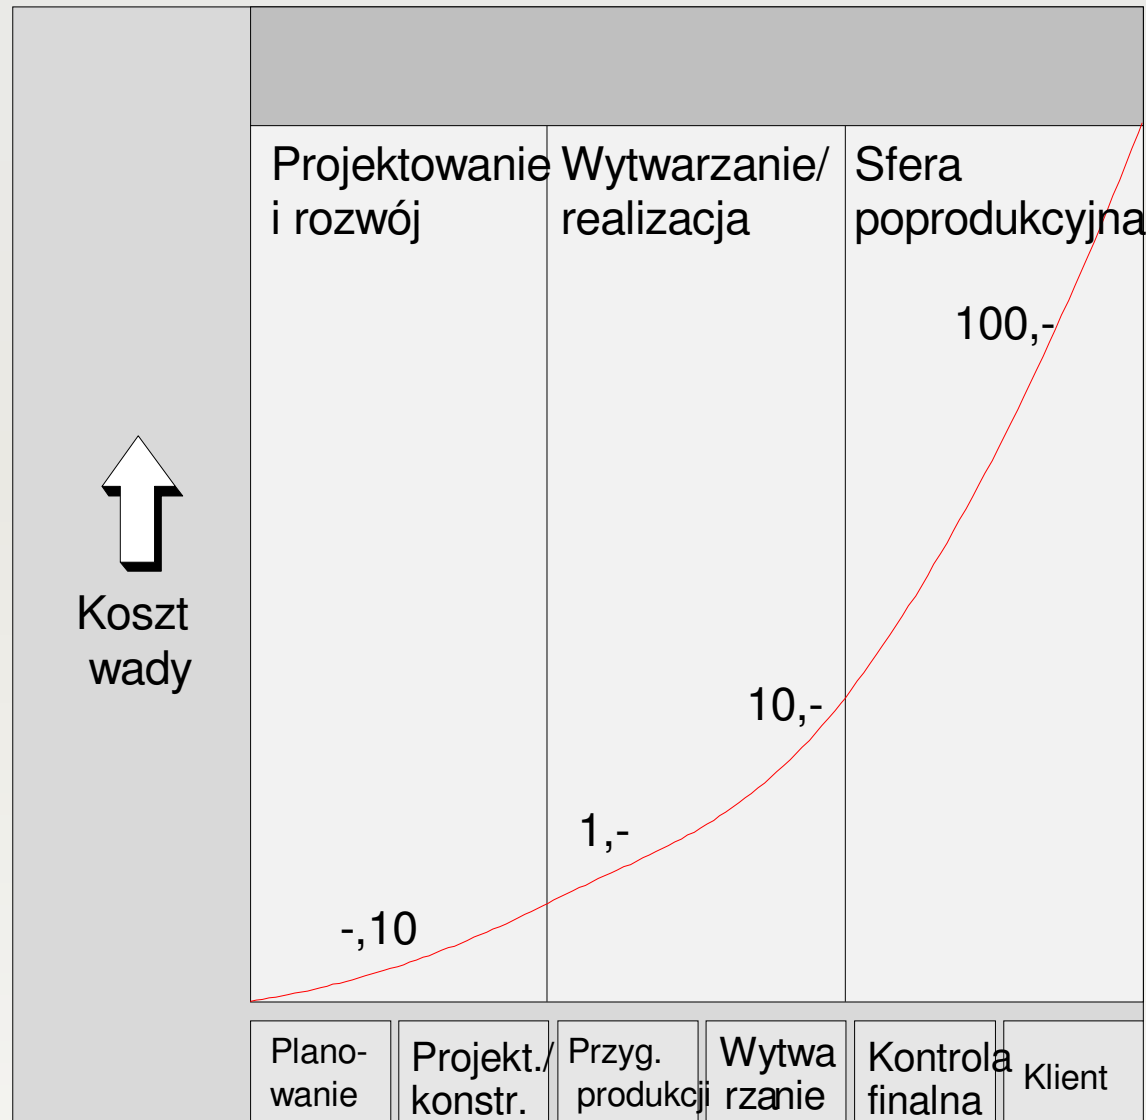 Projektowanie
i rozwój
Wytwarzanie/
realizacja
Sfera
poprodukcyjna
100,-
Koszt
wady
10,-
1,-
-,10
Plano-
wanie
Projekt./
konstr.
Przyg.
produkcji
Wytwa
rzanie
Kontrola
finalna
Klient